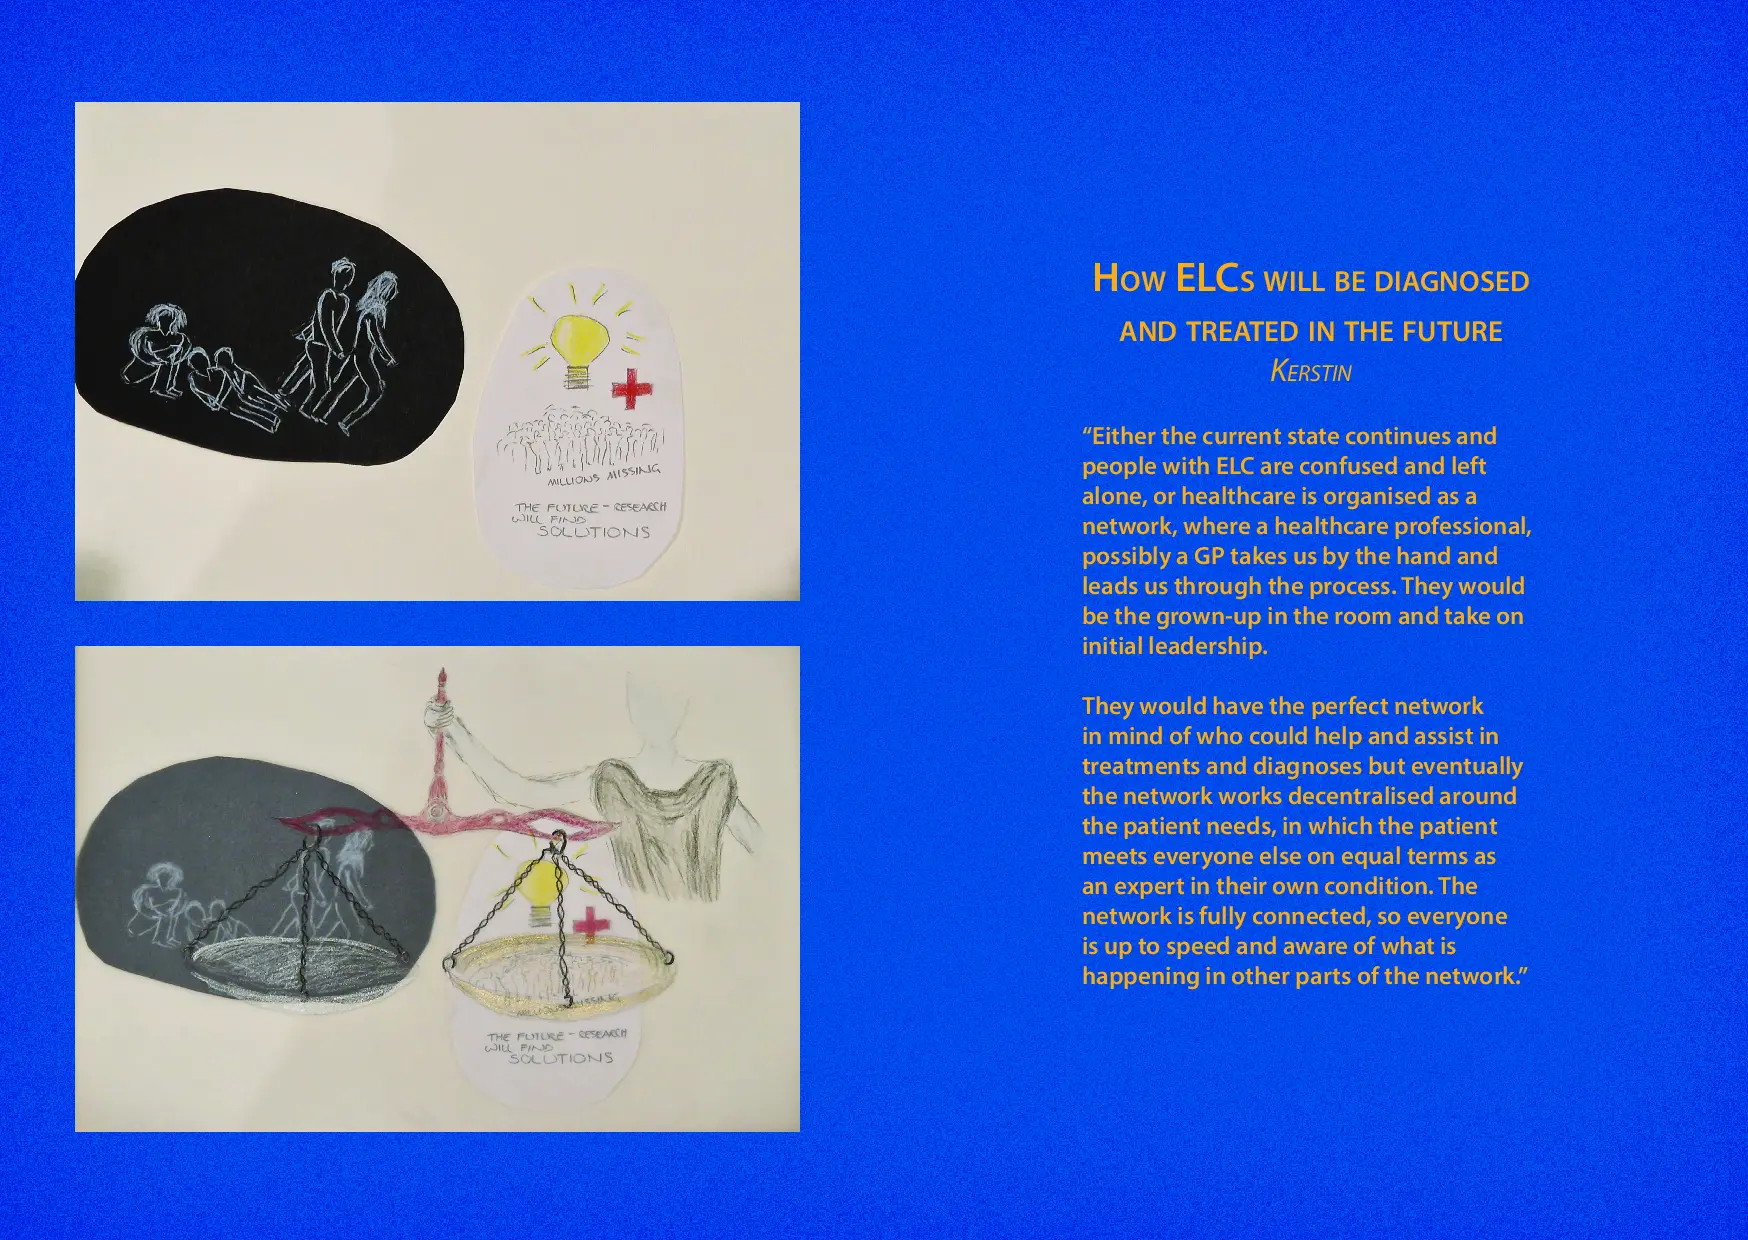 MILLIONS MISSING
THE FUTURE – RESEARCH
WILL FIND
SOLUTIONS
MISSING
THE FUTURE – RESEARCH
WILL FIND
SOLUTIONS
How ELCs will be diagnosed
and treated in the future
Kerstin
“Either the current state continues and
people with ELC are confused and left
alone, or healthcare is organised as a
network, where a healthcare professional,
possibly a GP takes us by the hand and
leads us through the process. They would
be the grown-up in the room and take on
initial leadership.
They would have the perfect network
in mind of who could help and assist in
treatments and diagnoses but eventually
the network works decentralised around
the patient needs, in which the patient
meets everyone else on equal terms as
an expert in their own condition. The
network is fully connected, so everyone
is up to speed and aware of what is
happening in other parts of the network.”